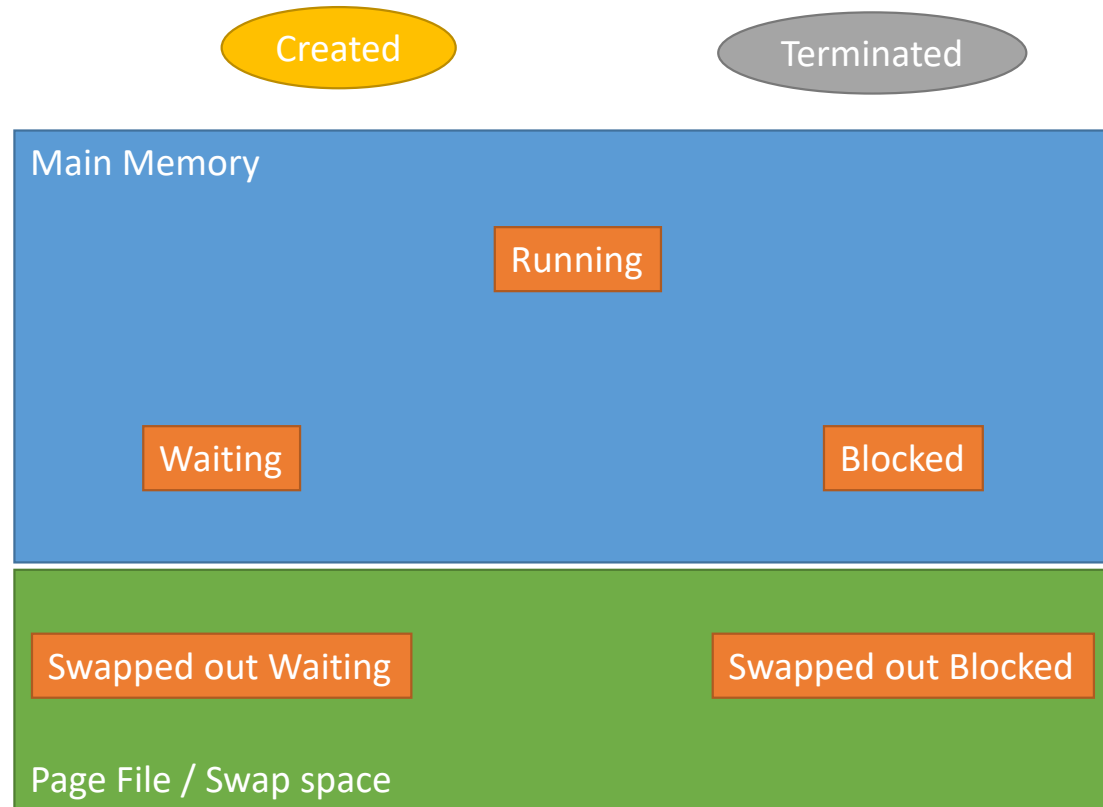 Created
Terminated
Main Memory
Running
Waiting
Blocked
Swapped out Waiting
Swapped out Blocked
Page File / Swap space